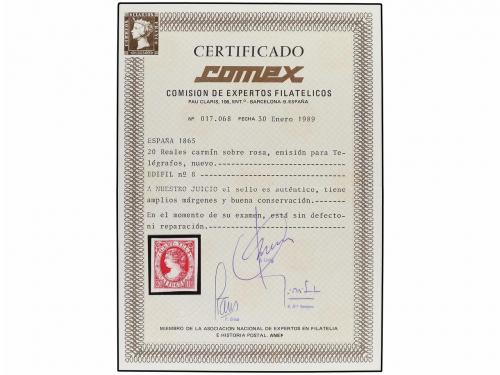 CERTIFICADO
comex
COMISION DE EXPERTOS FILATELICOS
PAU CLARIS, 106, ENT.º - BARCELONA-9-ESPAÑA
Nº 017.068 FECHA 30 Enero 1989
ESPAÑA 1865
20 Reales carmín sobre rosa, emisión para Te-
légrafos, nuevo.
EDIFIL nº 8
A NUESTRO JUICIO el sello es auténtico, tiene
amplios márgenes y buena conservación.
En el momento de su examen, está sin defecto
ni reparación.
MIEMBRO DE LA ASOCIACION NACIONAL DE EXPERTOS EN FILATELIA
E HISTORIA POSTAL. ANEF